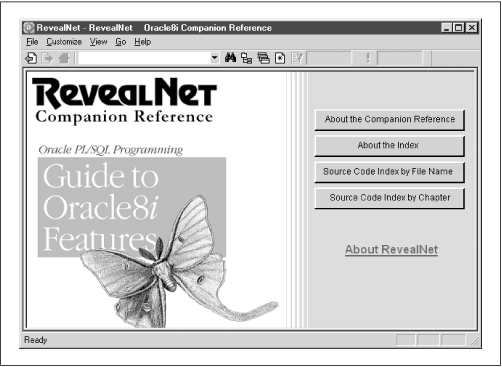 RevealNet - RevealNet   Oracle8i Companion Reference
File Customize View Go Help
REVEALNET
Companion Reference
Oracle PL/SQL Programming
Guide to
Oracle8i
Features
About the Companion Reference
About the Index
Source Code Index by File Name
Source Code Index by Chapter
About RevealNet
Ready